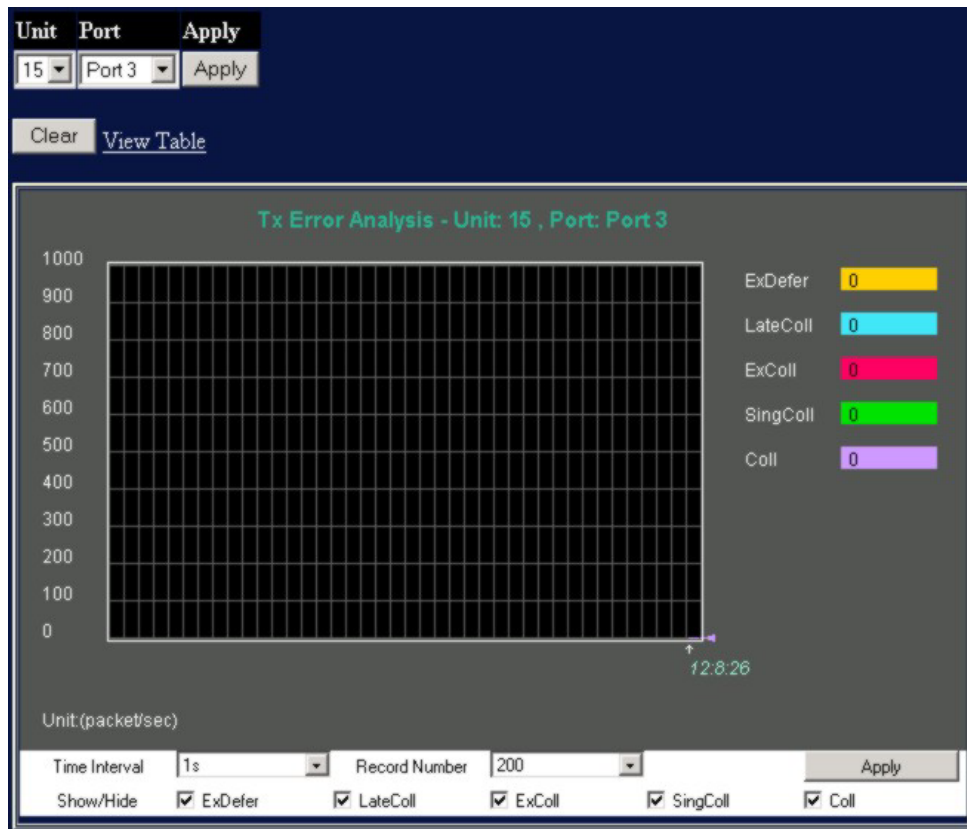 Unit Port Apply
15 Port 3 Apply
Clear View Table
Tx Error Analysis - Unit: 15 , Port: Port 3
1000
900
800
700
600
500
400
300
200
100
0
ExDefer 0
LateColl 0
ExColl 0
SingColl 0
Coll 0
12:8:26
Unit:(packet/sec)
Time Interval 1s Record Number 200 Apply
Show/Hide ExDefer LateColl ExColl SingColl Coll